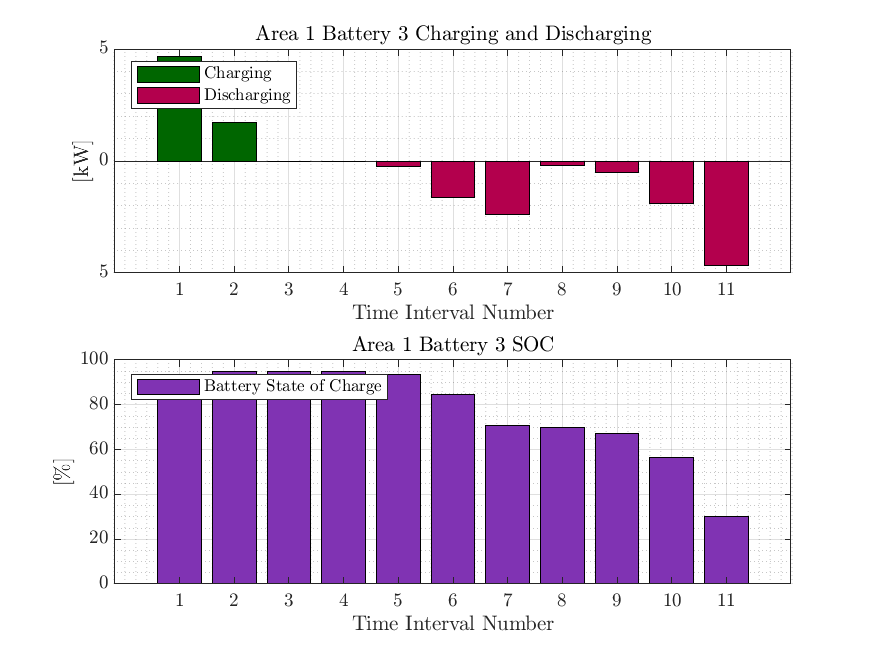 Area 1 Battery 3 Charging and Discharging
5
Charging
Discharging
0
5
[kW]
1 2 3 4 5 6 7 8 9 10 11
Time Interval Number
Area 1 Battery 3 SOC
100
Battery State of Charge
80
60
40
20
0
[%]
1 2 3 4 5 6 7 8 9 10 11
Time Interval Number